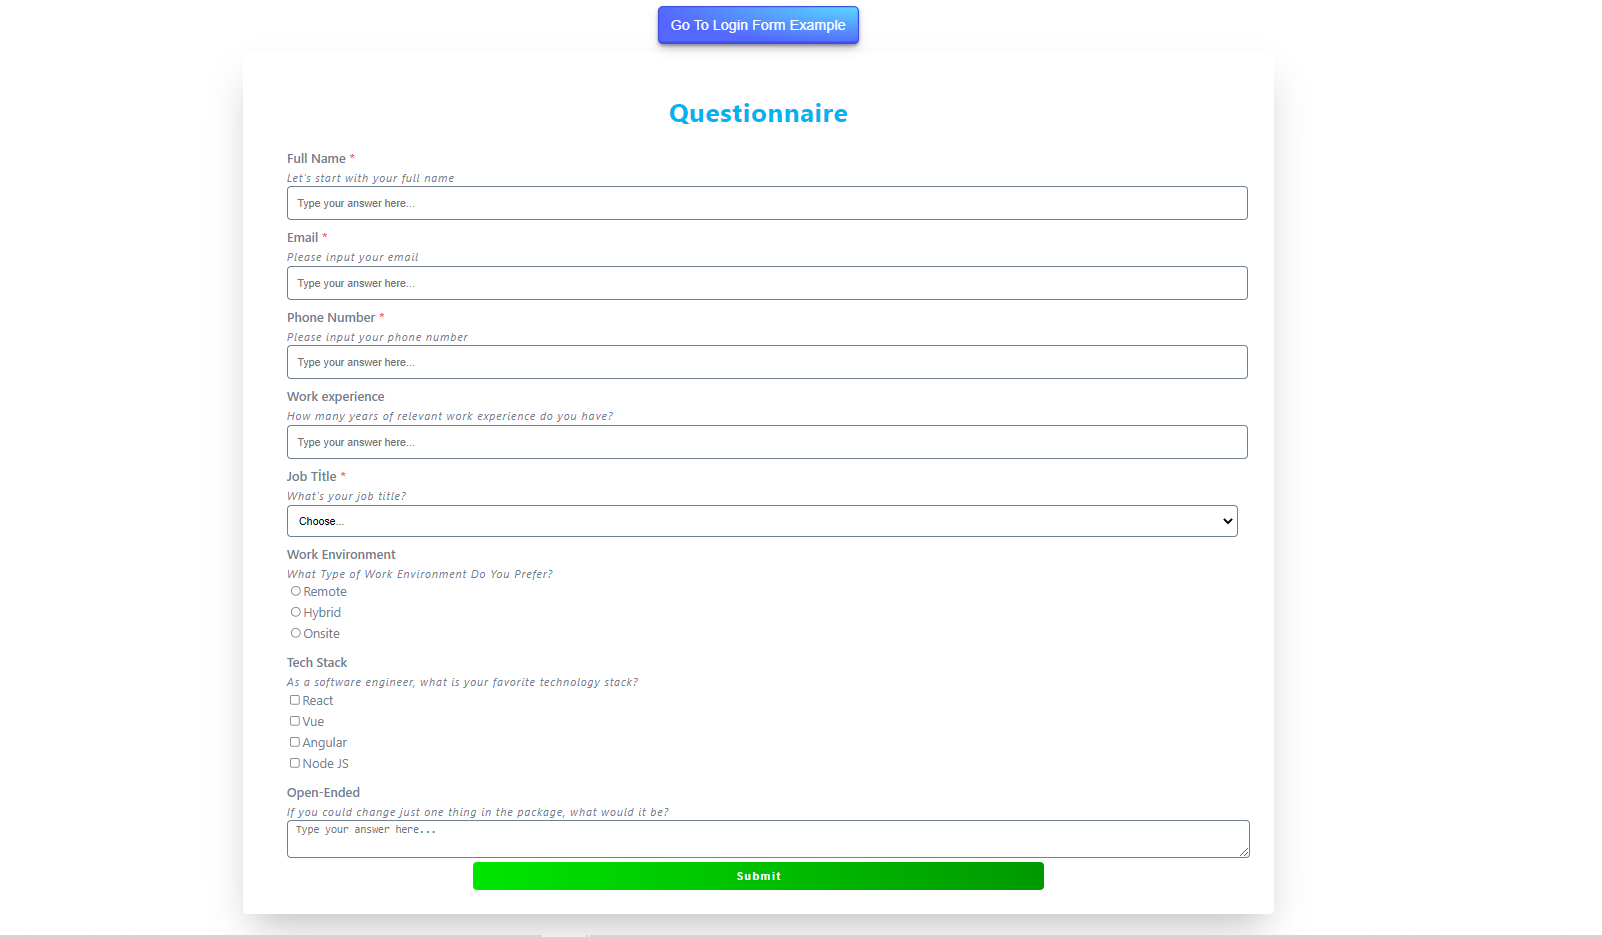 Go To Login Form Example
Questionnaire
Full Name *
Let's start with your full name
Type your answer here...
Email *
Please input your email
Type your answer here...
Phone Number *
Please input your phone number
Type your answer here...
Work experience
How many years of relevant work experience do you have?
Type your answer here...
Job Tİtle *
What's your job title?
Choose...
Work Environment
What Type of Work Environment Do You Prefer?
Remote
Hybrid
Onsite
Tech Stack
As a software engineer, what is your favorite technology stack?
React
Vue
Angular
Node JS
Open-Ended
If you could change just one thing in the package, what would it be?
Type your answer here...
Submit